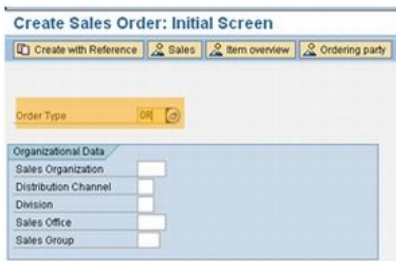 Create Sales Order: Initial Screen
Create with Reference Sales Item overview Ordering party
Order Type OR
Organizational Data
Sales Organization
Distribution Channel
Division
Sales Office
Sales Group